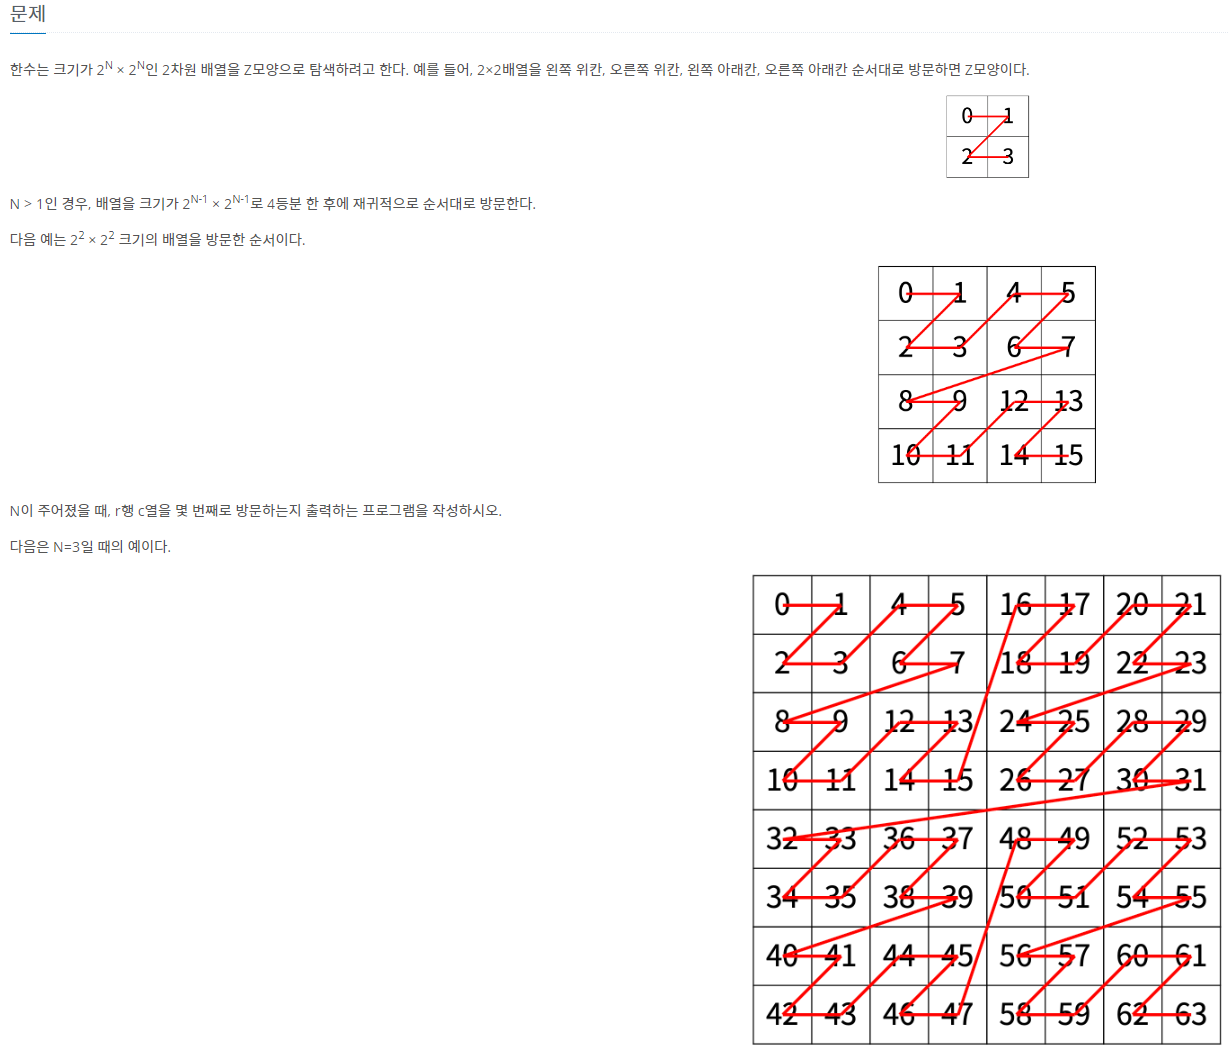 문제
한수는 크기가 2^N × 2^N인 2차원 배열을 Z모양으로 탐색하려고 한다. 예를 들어, 2×2배열을 왼쪽 위칸, 오른쪽 위칸, 왼쪽 아래칸, 오른쪽 아래칸 순서대로 방문하면 Z모양이다.
0 1
2 3
N > 1인 경우, 배열을 크기가 2^N-1 × 2^N-1로 4등분 한 후에 재귀적으로 순서대로 방문한다.
다음 예는 2^2 × 2^2 크기의 배열을 방문한 순서이다.
0 1 4 5
2 3 6 7
8 9 12 13
10 11 14 15
N이 주어졌을 때, r행 c열을 몇 번째로 방문하는지 출력하는 프로그램을 작성하시오.
다음은 N=3일 때의 예이다.
0 1 4 5 16 17 20 21
2 3 6 7 18 19 22 23
8 9 12 13 24 25 28 29
10 11 14 15 26 27 30 31
32 33 36 37 48 49 52 53
34 35 38 39 50 51 54 55
40 41 44 45 56 57 60 61
42 43 46 47 58 59 62 63